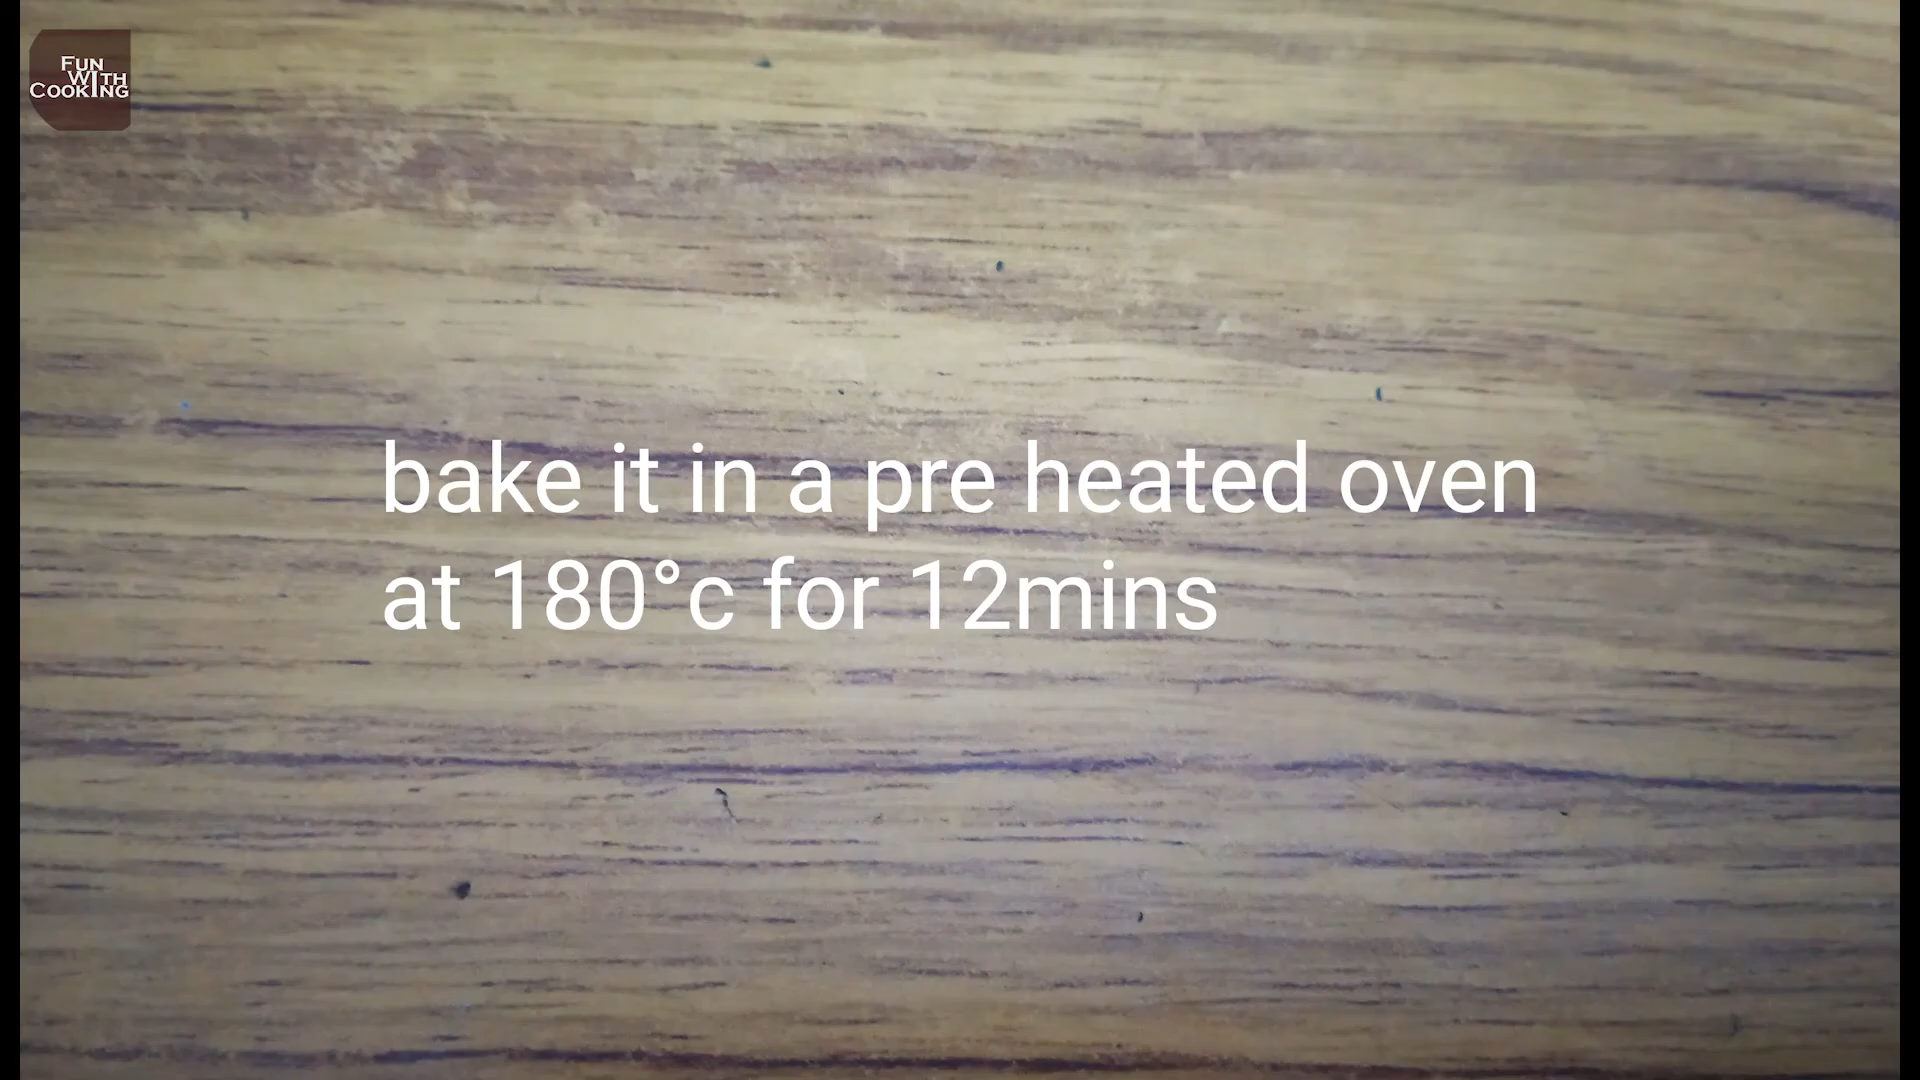 Fun
With
Cooking
bake it in a pre heated oven
at 180°c for 12mins